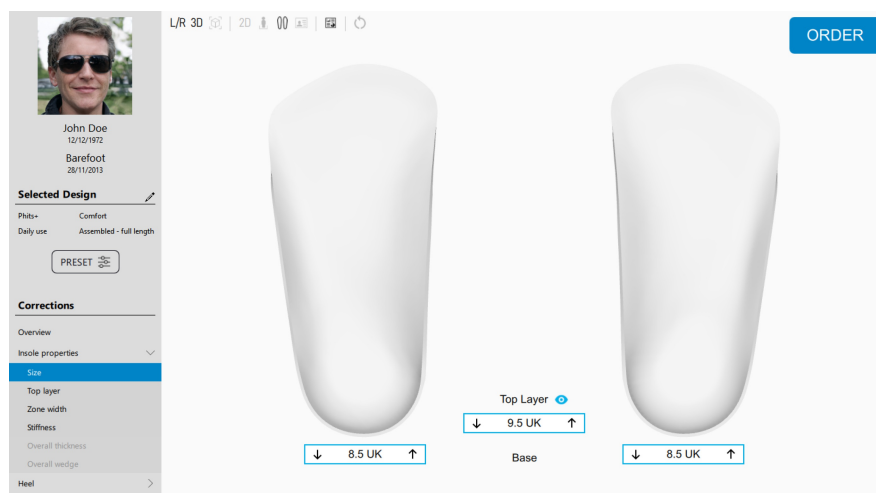 L/R 3D 2D
ORDER
John Doe
12/12/1972
Barefoot
28/11/2013
Selected Design
Phits+ Comfort
Daily use Assembled - full length
PRESET
Corrections
Overview
Insole properties
Size
Top layer
Zone width
Stiffness
Overall thickness
Overall wedge
Heel
Top Layer
9.5 UK
8.5 UK
Base
8.5 UK